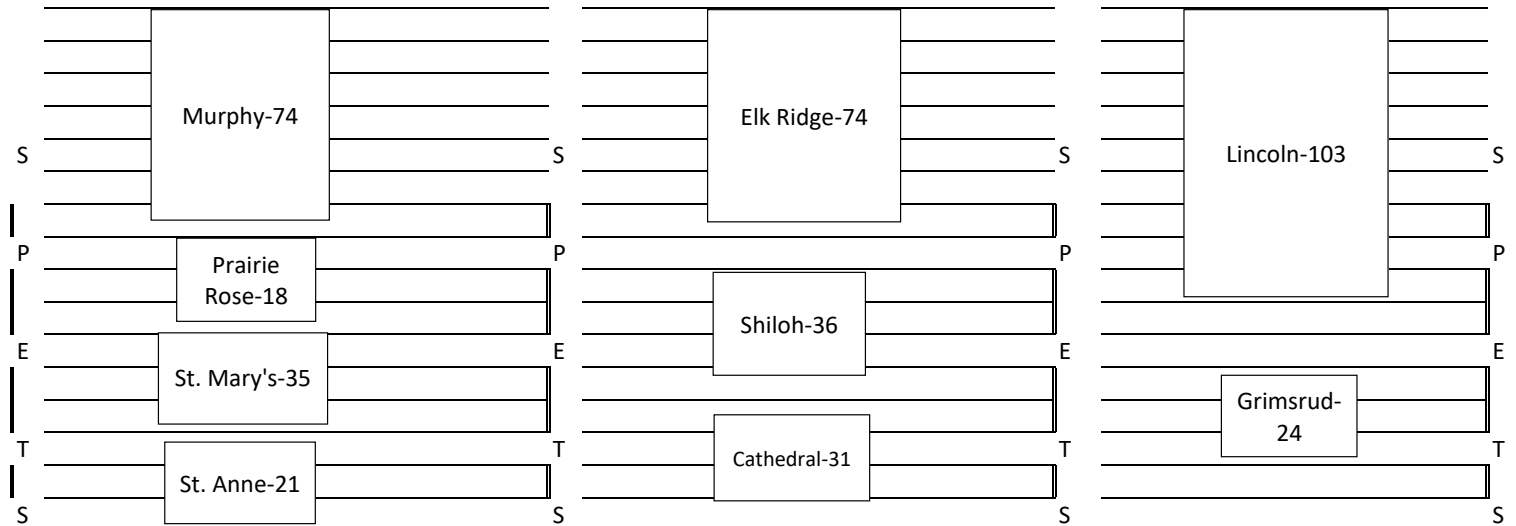 Murphy-74
Prairie
Rose-18
St. Mary's-35
St. Anne-21
Elk Ridge-74
Shiloh-36
Cathedral-31
Lincoln-103
Grimsrud-
24
S
P
E
T
S
S
P
E
T
S
S
P
E
T
S
S
P
E
T
S